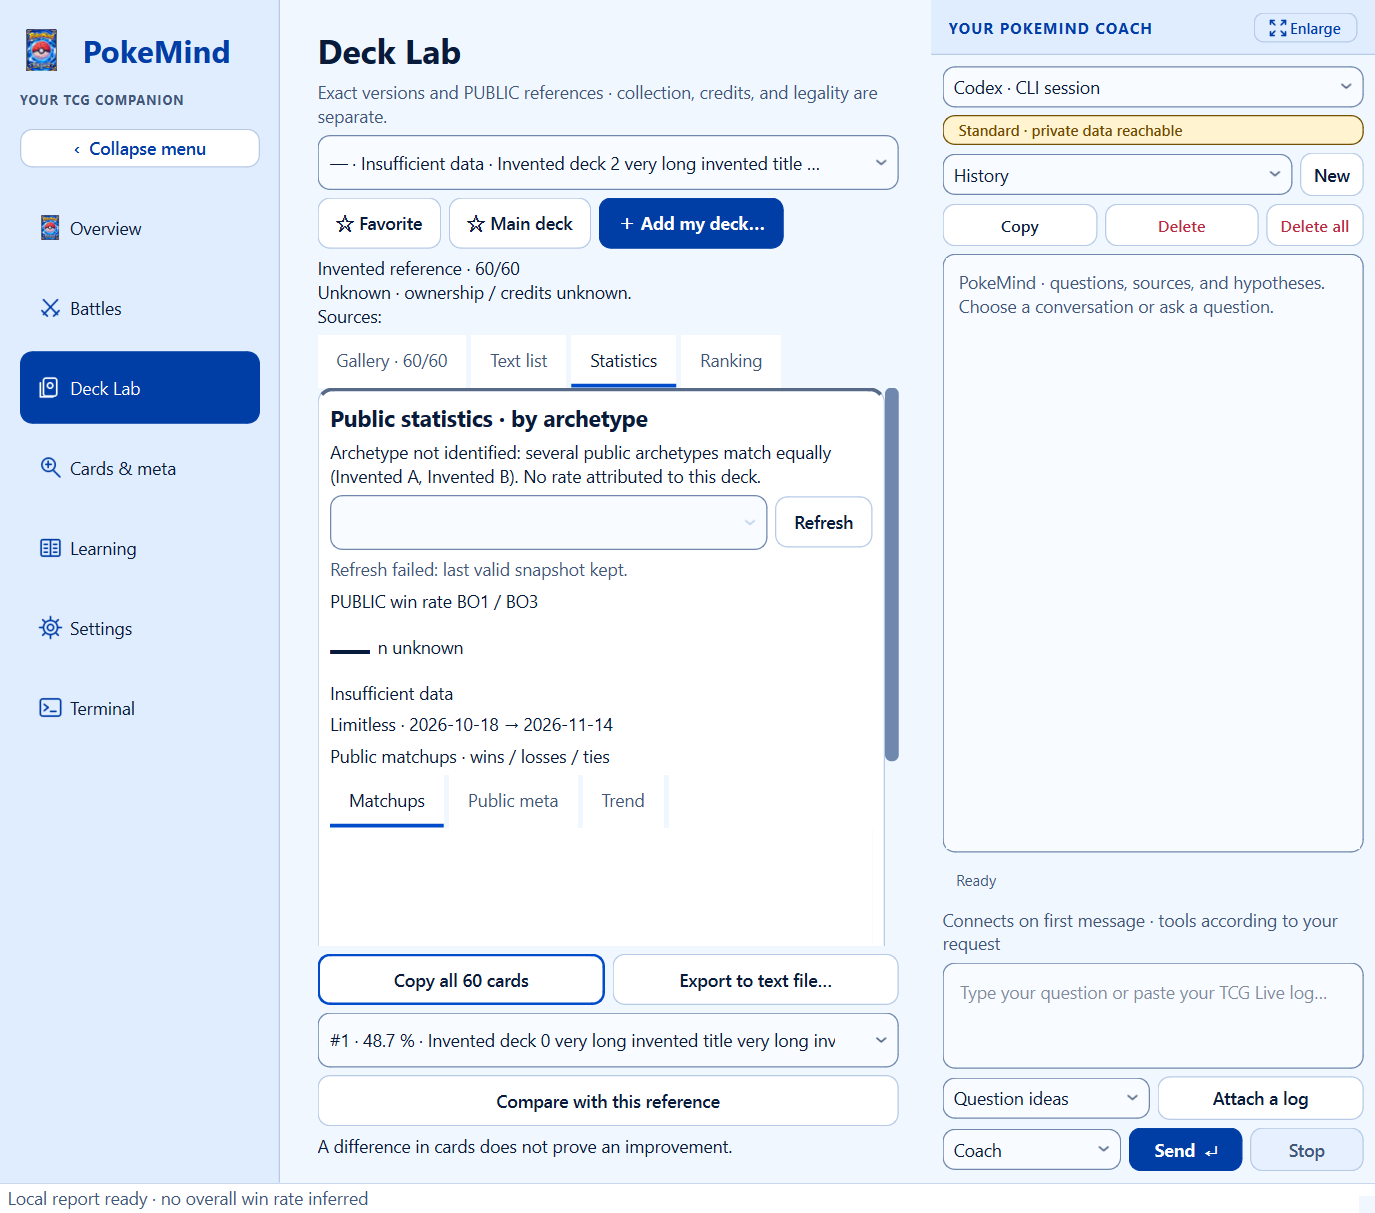 PokeMind
YOUR TCG COMPANION
‹ Collapse menu
Overview
Battles
Deck Lab
Cards & meta
Learning
Settings
Terminal
Deck Lab
Exact versions and PUBLIC references · collection, credits, and legality are
separate.
— · Insufficient data · Invented deck 2 very long invented title ...
☆ Favorite
☆ Main deck
+ Add my deck...
Invented reference · 60/60
Unknown · ownership / credits unknown.
Sources:
Gallery · 60/60
Text list
Statistics
Ranking
Public statistics · by archetype
Archetype not identified: several public archetypes match equally
(Invented A, Invented B). No rate attributed to this deck.
Refresh
Refresh failed: last valid snapshot kept.
PUBLIC win rate BO1 / BO3
— n unknown
Insufficient data
Limitless · 2026-10-18 → 2026-11-14
Public matchups · wins / losses / ties
Matchups
Public meta
Trend
Copy all 60 cards
Export to text file...
#1 · 48.7 % · Invented deck 0 very long invented title very long inv
Compare with this reference
A difference in cards does not prove an improvement.
YOUR POKEMIND COACH
Enlarge
Codex · CLI session
Standard · private data reachable
History
New
Copy
Delete
Delete all
PokeMind · questions, sources, and hypotheses.
Choose a conversation or ask a question.
Ready
Connects on first message · tools according to your
request
Type your question or paste your TCG Live log...
Question ideas
Attach a log
Coach
Send ↵
Stop
Local report ready · no overall win rate inferred